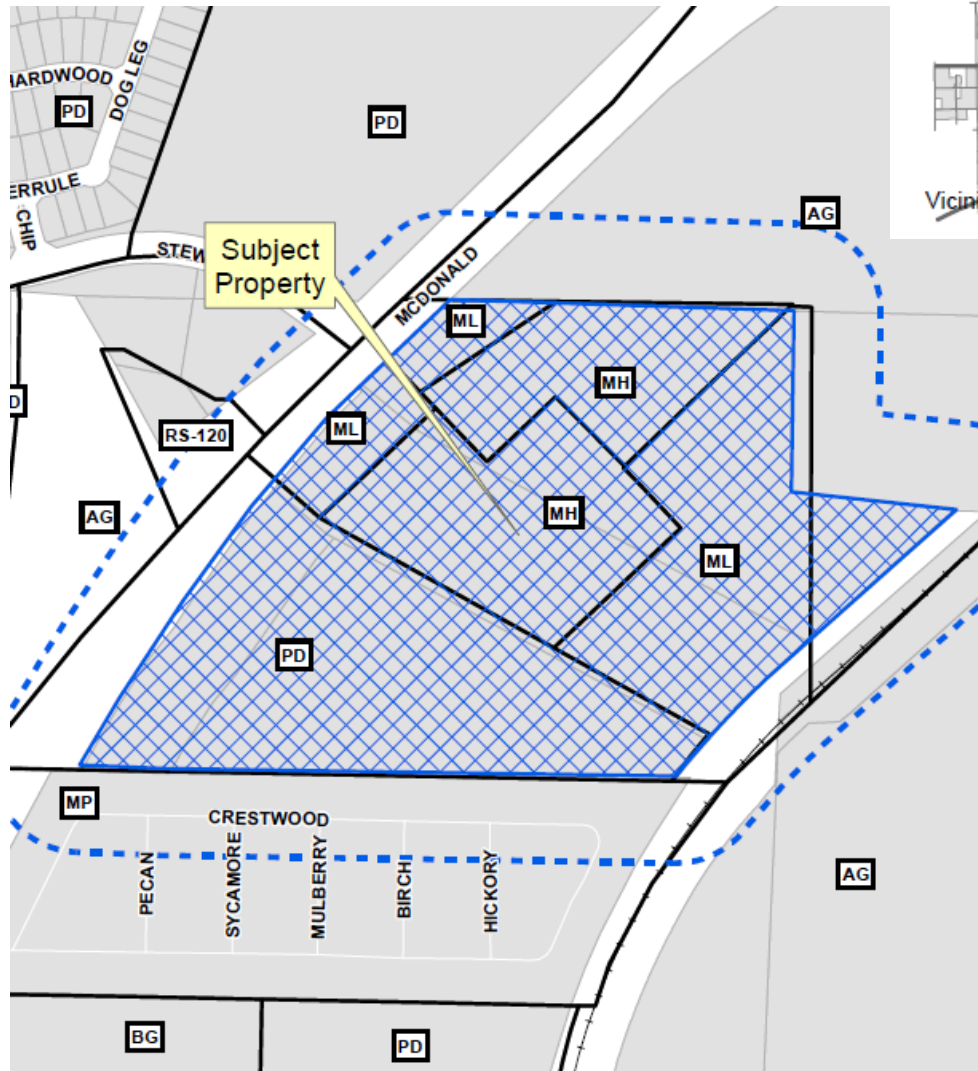 HARDWOOD
DOG LEG
PD
PD
ERRULE
CHIP
STEW
Vicini
AG
Subject
Property
MCDONALD
ML
MH
ML
D
RS-120
AG
MH
ML
PD
MP
CRESTWOOD
PECAN
SYCAMORE
MULBERRY
BIRCH
HICKORY
AG
BG
PD